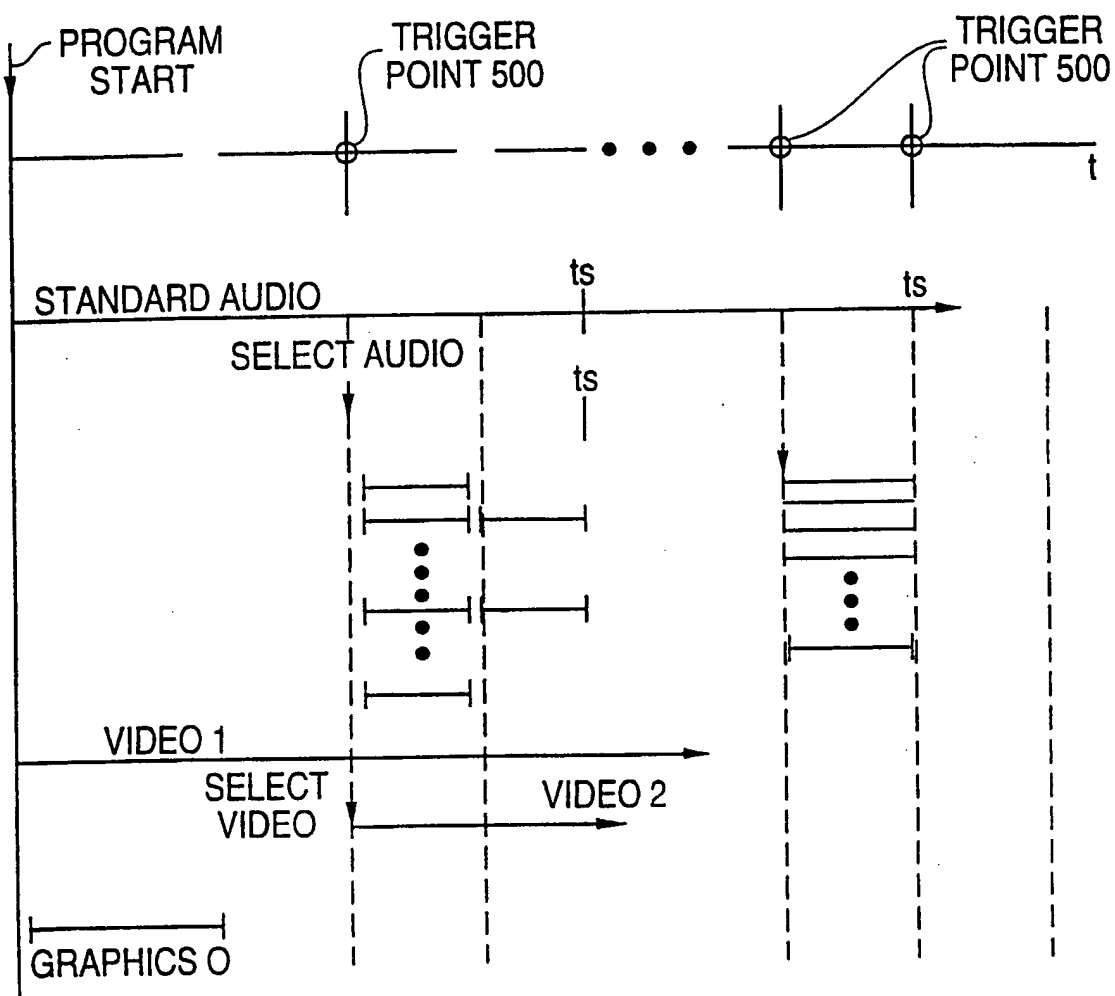 PROGRAM
START
TRIGGER
POINT 500
TRIGGER
POINT 500
t
STANDARD AUDIO
ts
ts
SELECT AUDIO
ts
VIDEO 1
SELECT
VIDEO
VIDEO 2
GRAPHICS O